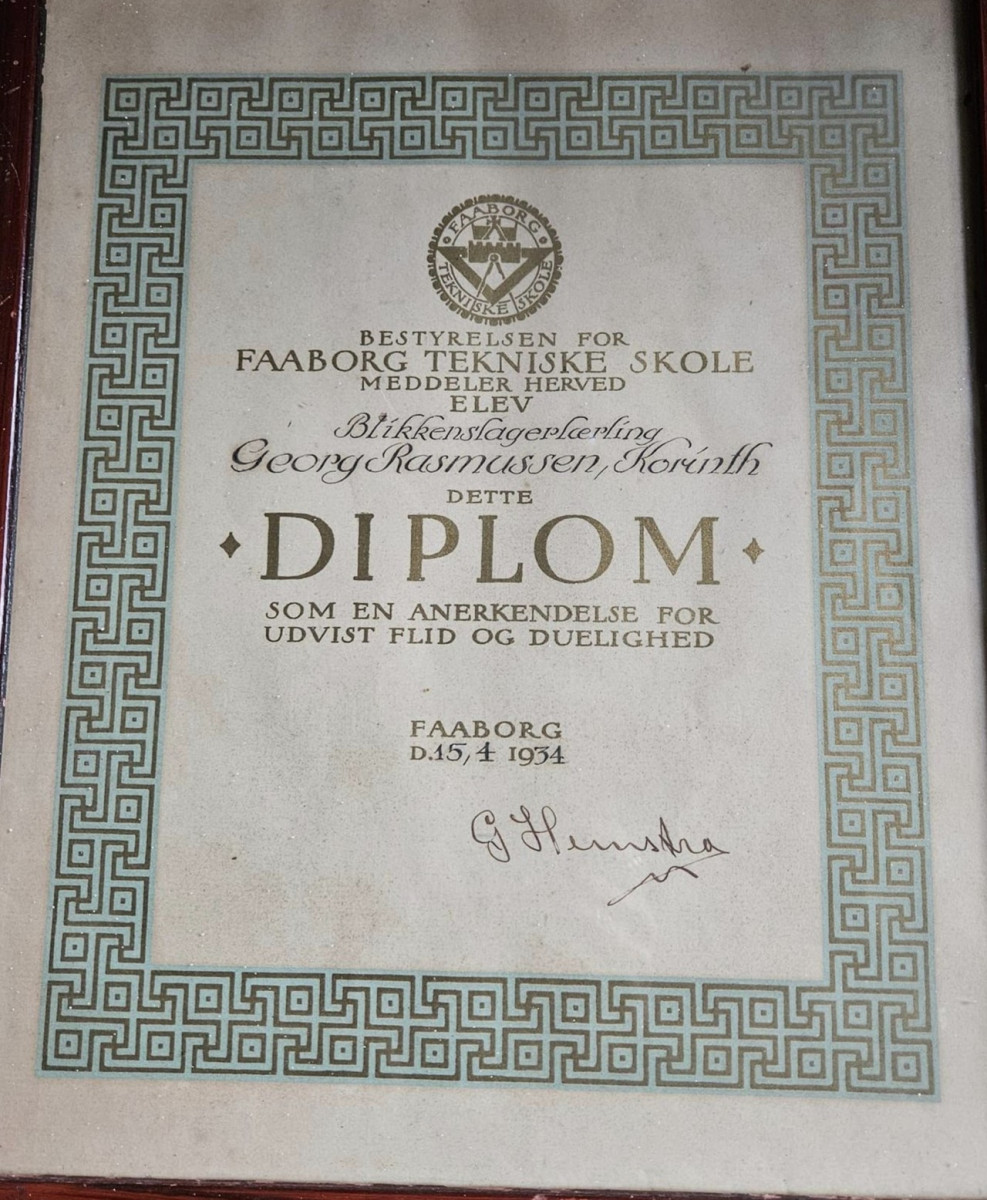 FAABORG
TEKNISKE SKOLE
BESTYRELSEN FOR
FAABORG TEKNISKE SKOLE
MEDDELER HERVED
ELEV
Blikkenslagerlærling
Georg Rasmussen, Korinth
DETTE
DIPLOM
SOM EN ANERKENDELSE FOR
UDVIST FLID OG DUELIGHED
FAABORG
D.15,4 1934
G Hemstra